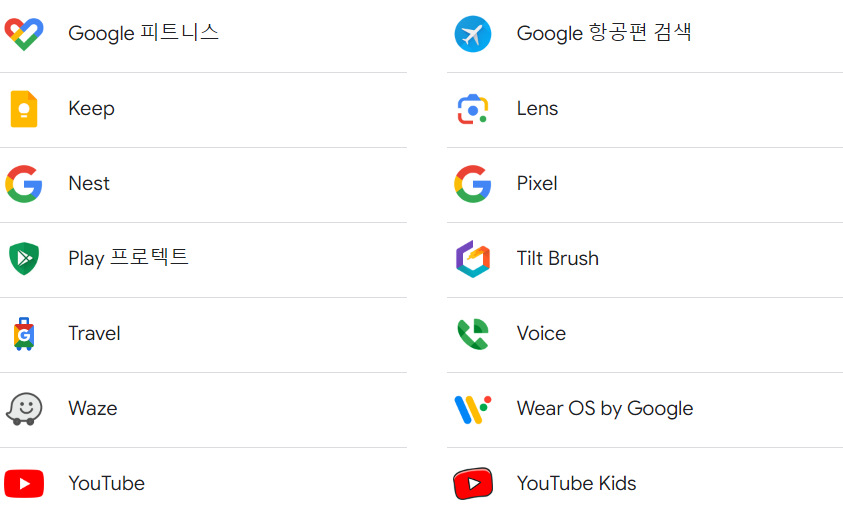 Google 피트니스
Google 항공편 검색
Keep
Lens
Nest
Pixel
Play 프로텍트
Tilt Brush
Travel
Voice
Waze
Wear OS by Google
YouTube
YouTube Kids